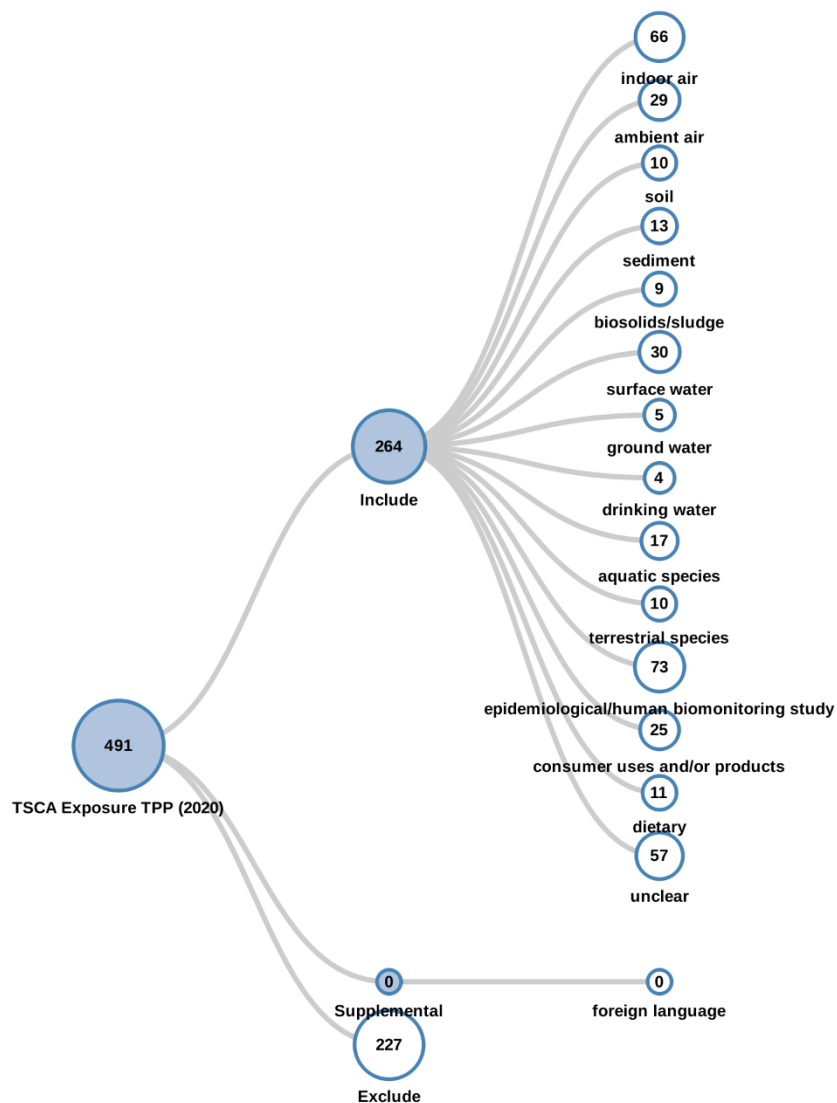 66
indoor air
29
ambient air
10
soil
13
sediment
9
biosolids/sludge
30
surface water
5
ground water
264
Include
4
drinking water
17
aquatic species
10
terrestrial species
73
epidemiological/human biomonitoring study
25
consumer uses and/or products
491
TSCA Exposure TPP (2020)
11
dietary
57
unclear
0
Supplemental
0
foreign language
227
Exclude